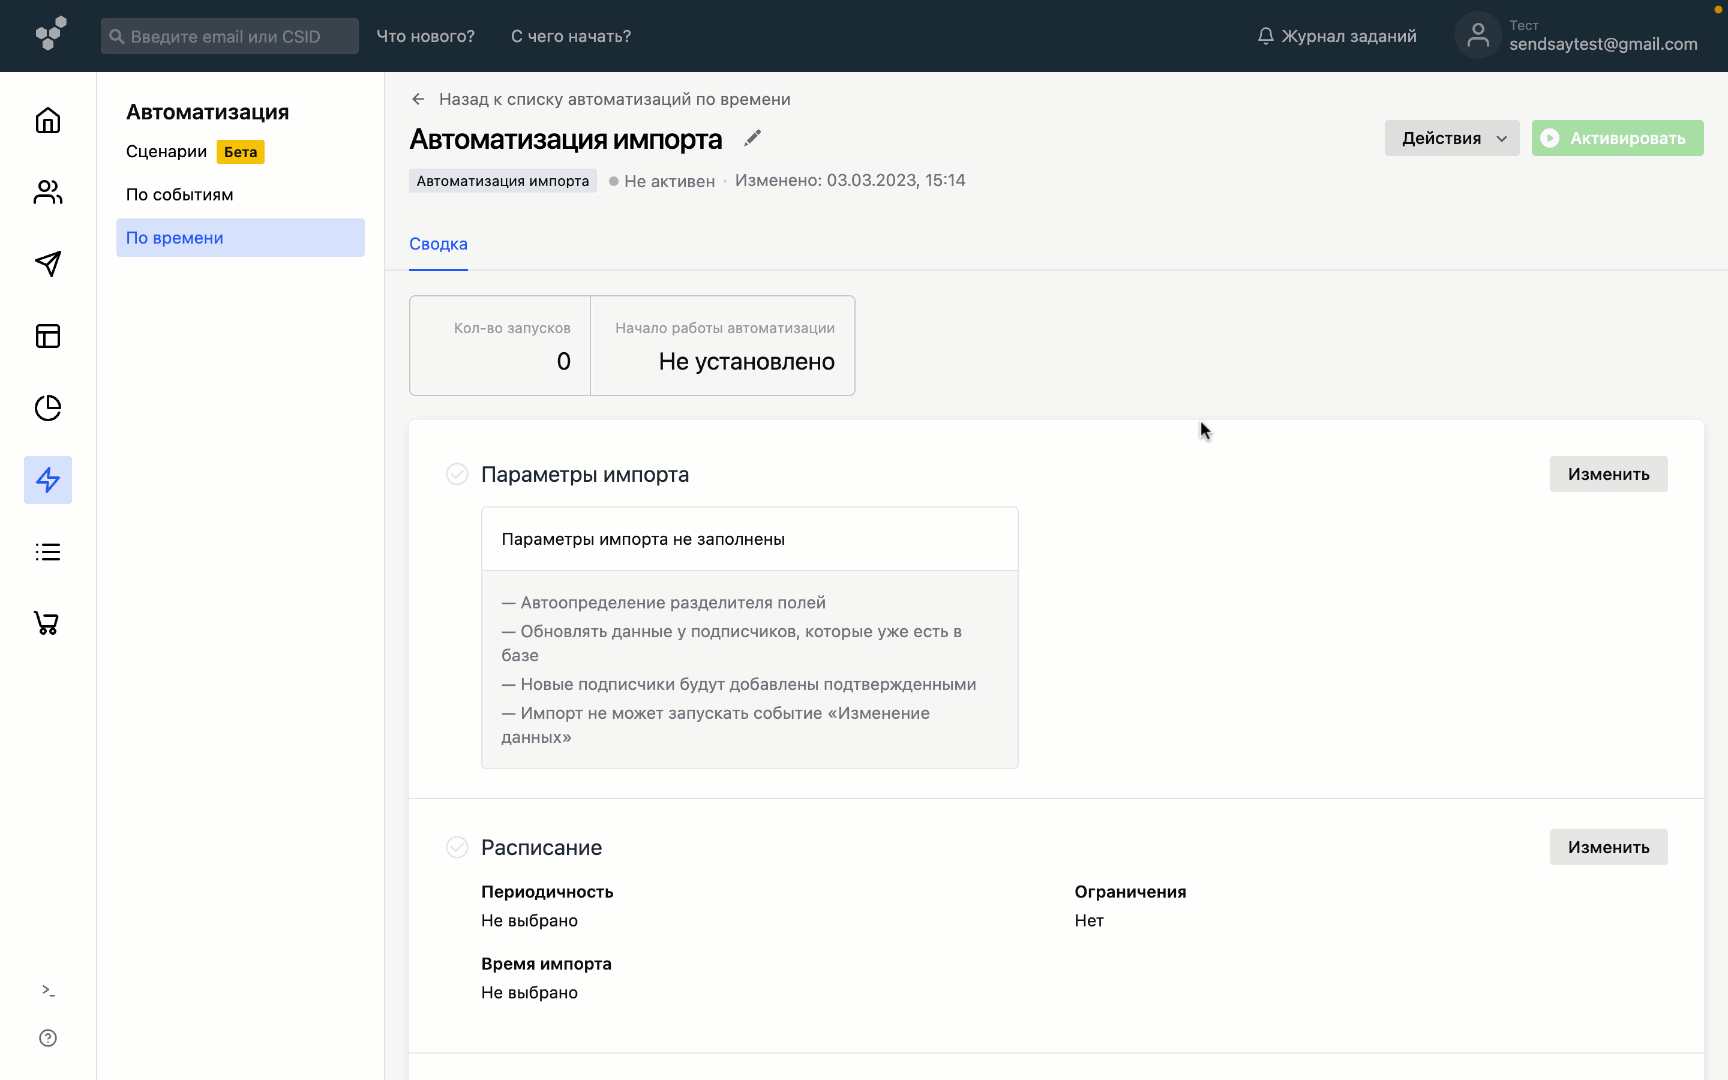 Введите email или CSID
Что нового?
С чего начать?
Журнал заданий
Тест
sendsaytest@gmail.com
Автоматизация
Сценарии Бета
По событиям
По времени
Назад к списку автоматизаций по времени
Автоматизация импорта
Действия
Активировать
Автоматизация импорта
Не активен · Изменено: 03.03.2023, 15:14
Сводка
Кол-во запусков
0
Начало работы автоматизации
Не установлено
Параметры импорта
Изменить
Параметры импорта не заполнены
— Автоопределение разделителя полей
— Обновлять данные у подписчиков, которые уже есть в
базе
— Новые подписчики будут добавлены подтвержденными
— Импорт не может запускать событие «Изменение
данных»
Расписание
Изменить
Периодичность
Не выбрано
Ограничения
Нет
Время импорта
Не выбрано